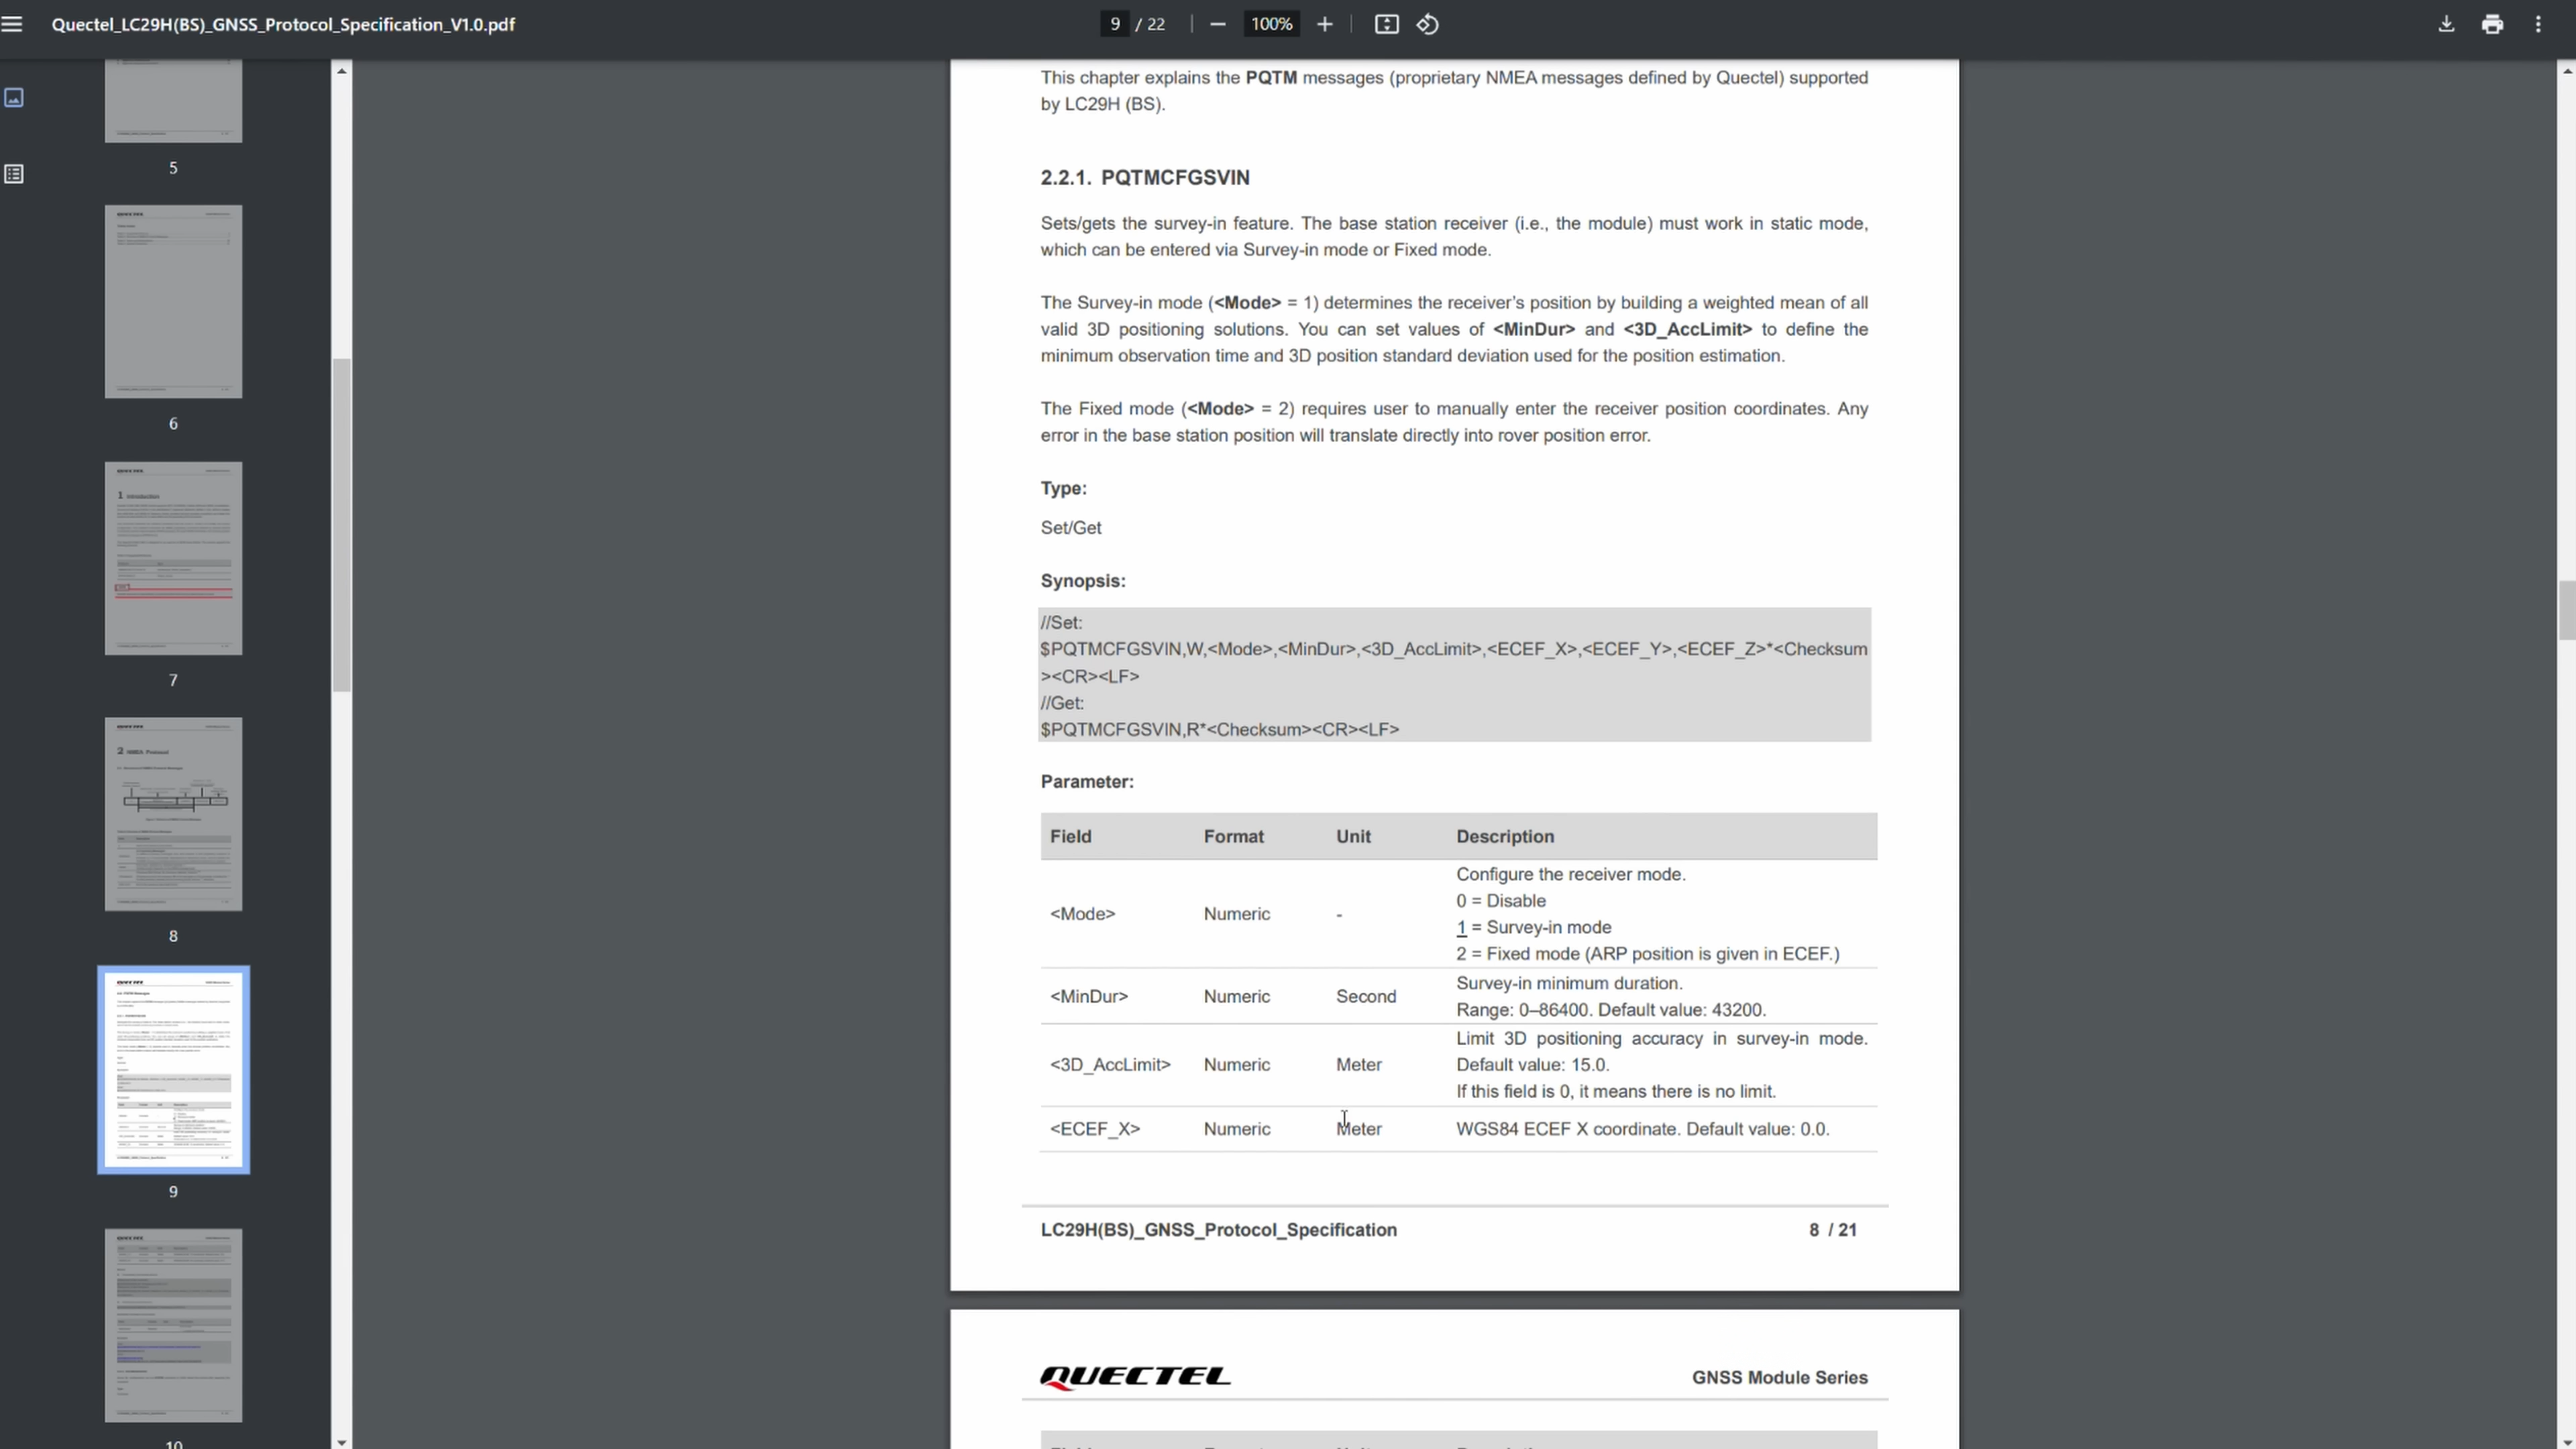 Quectel_LC29H(BS)_GNSS_Protocol_Specification_V1.0.pdf
9 / 22
100%
5
6
7
8
9
10
This chapter explains the PQTM messages (proprietary NMEA messages defined by Quectel) supported
by LC29H (BS).
2.2.1. PQTMCFGSVIN
Sets/gets the survey-in feature. The base station receiver (i.e., the module) must work in static mode,
which can be entered via Survey-in mode or Fixed mode.
The Survey-in mode (<Mode> = 1) determines the receiver's position by building a weighted mean of all
valid 3D positioning solutions. You can set values of <MinDur> and <3D_AccLimit> to define the
minimum observation time and 3D position standard deviation used for the position estimation.
The Fixed mode (<Mode> = 2) requires user to manually enter the receiver position coordinates. Any
error in the base station position will translate directly into rover position error.
Type:
Set/Get
Synopsis:
//Set:
$PQTMCFGSVIN,W,<Mode>,<MinDur>,<3D_AccLimit>,<ECEF_X>,<ECEF_Y>,<ECEF_Z>*<Checksum
><CR><LF>
//Get:
$PQTMCFGSVIN,R*<Checksum><CR><LF>
Parameter:
Field Format Unit Description
<Mode> Numeric - Configure the receiver mode.
0 = Disable
1 = Survey-in mode
2 = Fixed mode (ARP position is given in ECEF.)
<MinDur> Numeric Second Survey-in minimum duration.
Range: 0–86400. Default value: 43200.
<3D_AccLimit> Numeric Meter Limit 3D positioning accuracy in survey-in mode.
Default value: 15.0.
If this field is 0, it means there is no limit.
<ECEF_X> Numeric Meter WGS84 ECEF X coordinate. Default value: 0.0.
LC29H(BS)_GNSS_Protocol_Specification 8 / 21
QUECTEL
GNSS Module Series